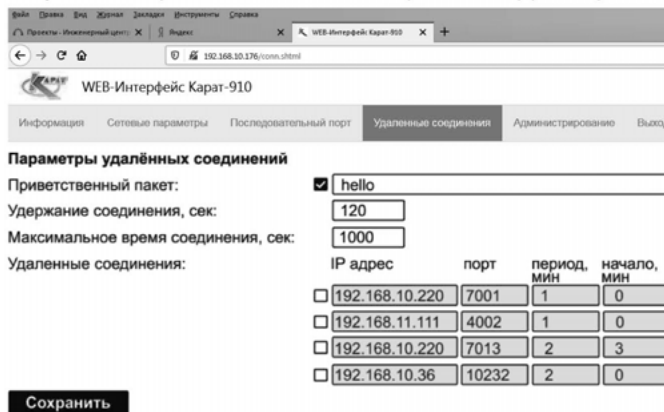 Файл Правка Вид Журнал Закладки Инструменты Справка
Проекты - Инженерный центр Яндекс WEB-Интерфейс Карат-910
192.168.10.176/conn.shtml
КАРАТ WEB-Интерфейс Карат-910
Информация Сетевые параметры Последовательный порт Удаленные соединения Администрирование Выход
Параметры удалённых соединений
Приветственный пакет: hello
Удержание соединения, сек: 120
Максимальное время соединения, сек: 1000
Удаленные соединения: IP адрес порт период, мин начало, мин
192.168.10.220 7001 1 0
192.168.11.111 4002 1 0
192.168.10.220 7013 2 3
192.168.10.36 10232 2 0
Сохранить